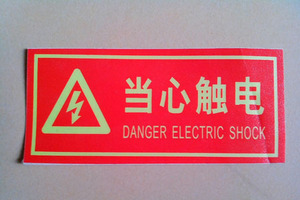 当心触电
DANGER ELECTRIC SHOCK